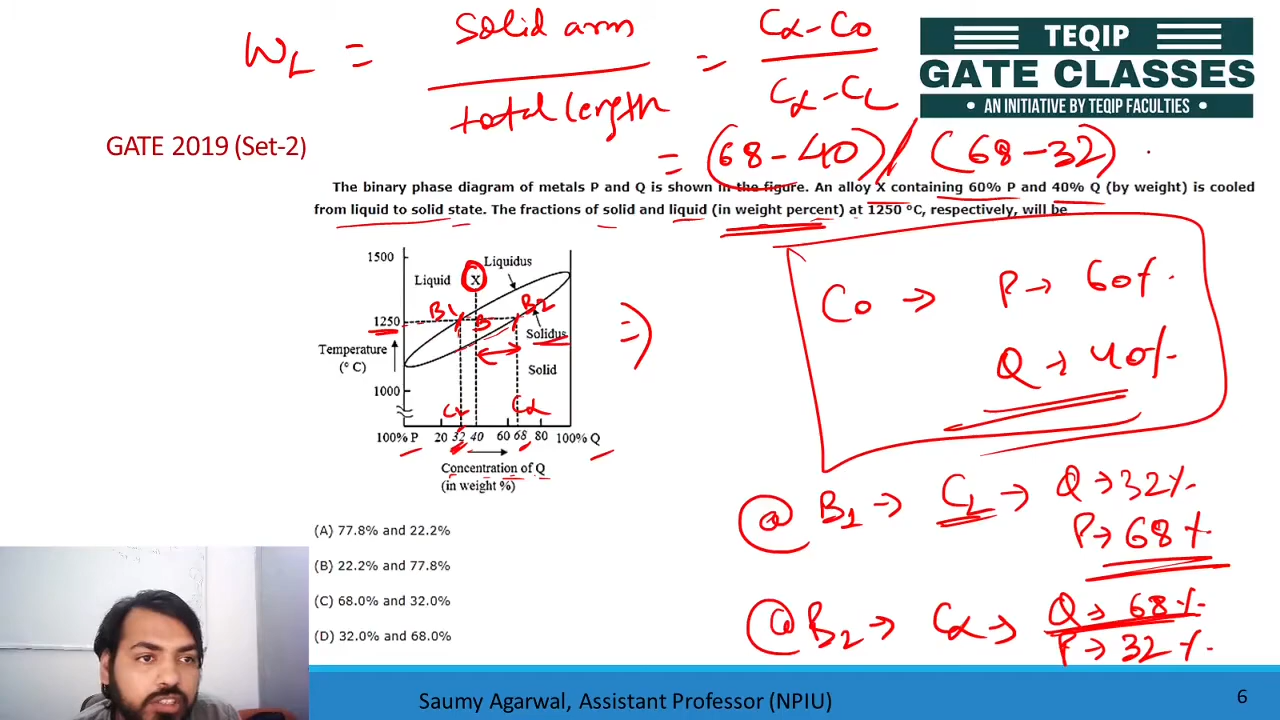 WL = Solid arm / total length = Cα - C0 / Cα - CL
= (68 - 40) / (68 - 32)
TEQIP
GATE CLASSES
• AN INITIATIVE BY TEQIP FACULTIES •
GATE 2019 (Set-2)
The binary phase diagram of metals P and Q is shown in the figure. An alloy X containing 60% P and 40% Q (by weight) is cooled
from liquid to solid state. The fractions of solid and liquid (in weight percent) at 1250 °C, respectively, will be
1500
Liquid
X
Liquidus
B1
B
B2
1250
Solidus
Temperature
(° C)
Solid
1000
CL
Cα
100% P 20 32 40 60 68 80 100% Q
Concentration of Q
(in weight %)
⇒
C0 → P → 60%
Q → 40%
@ B1 → CL → Q → 32%
P → 68%
@ B2 → Cα → Q → 68%
P → 32%
(A) 77.8% and 22.2%
(B) 22.2% and 77.8%
(C) 68.0% and 32.0%
(D) 32.0% and 68.0%
Saumy Agarwal, Assistant Professor (NPIU)
6